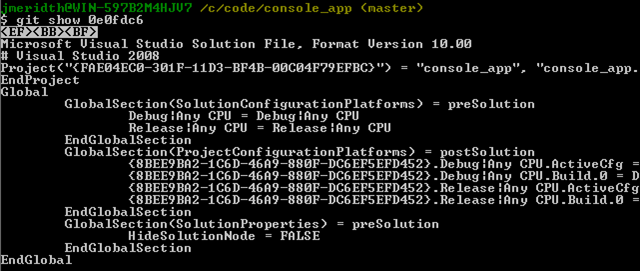 jmeridth@WIN-597B2M4HJV7 /c/code/console_app (master)
$ git show 0e0fdc6
<EF><BB><BF>
Microsoft Visual Studio Solution File, Format Version 10.00
# Visual Studio 2008
Project("{FAE04EC0-301F-11D3-BF4B-00C04F79EFBC}") = "console_app", "console_app.
EndProject
Global
GlobalSection(SolutionConfigurationPlatforms) = preSolution
Debug|Any CPU = Debug|Any CPU
Release|Any CPU = Release|Any CPU
EndGlobalSection
GlobalSection(ProjectConfigurationPlatforms) = postSolution
{8BEE9BA2-1C6D-46A9-880F-DC6EF5EFD452}.Debug|Any CPU.ActiveCfg =
{8BEE9BA2-1C6D-46A9-880F-DC6EF5EFD452}.Debug|Any CPU.Build.0 = D
{8BEE9BA2-1C6D-46A9-880F-DC6EF5EFD452}.Release|Any CPU.ActiveCfg
{8BEE9BA2-1C6D-46A9-880F-DC6EF5EFD452}.Release|Any CPU.Build.0 =
EndGlobalSection
GlobalSection(SolutionProperties) = preSolution
HideSolutionNode = FALSE
EndGlobalSection
EndGlobal